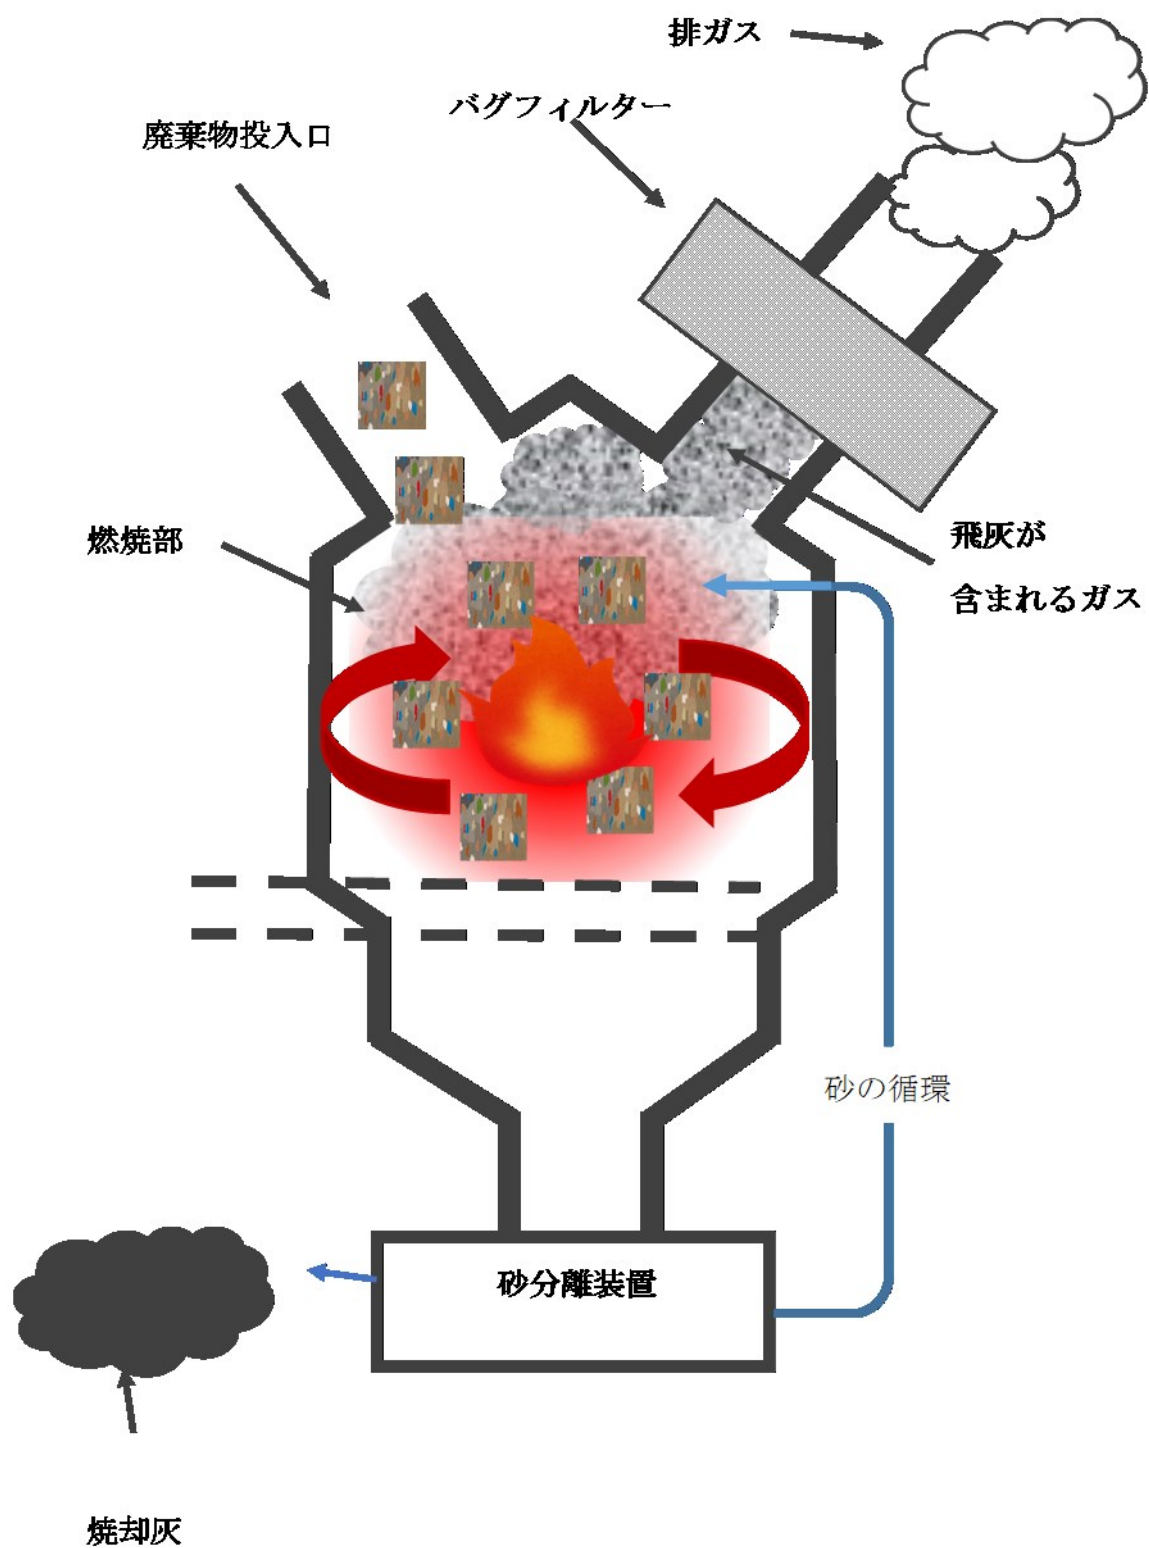 排ガス
バグフィルター
廃棄物投入口
燃焼部
飛灰が
含まれるガス
砂の循環
砂分離装置
焼却灰